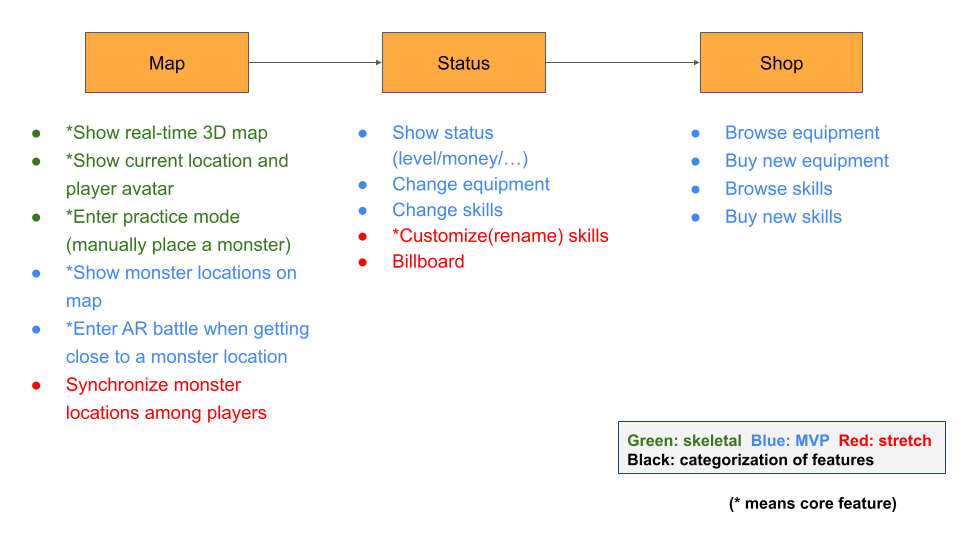 Map
Status
Shop
● *Show real-time 3D map
● *Show current location and
player avatar
● *Enter practice mode
(manually place a monster)
● *Show monster locations on
map
● *Enter AR battle when getting
close to a monster location
● Synchronize monster
locations among players
● Show status
(level/money/…)
● Change equipment
● Change skills
● *Customize(rename) skills
● Billboard
● Browse equipment
● Buy new equipment
● Browse skills
● Buy new skills
Green: skeletal Blue: MVP Red: stretch
Black: categorization of features
(* means core feature)